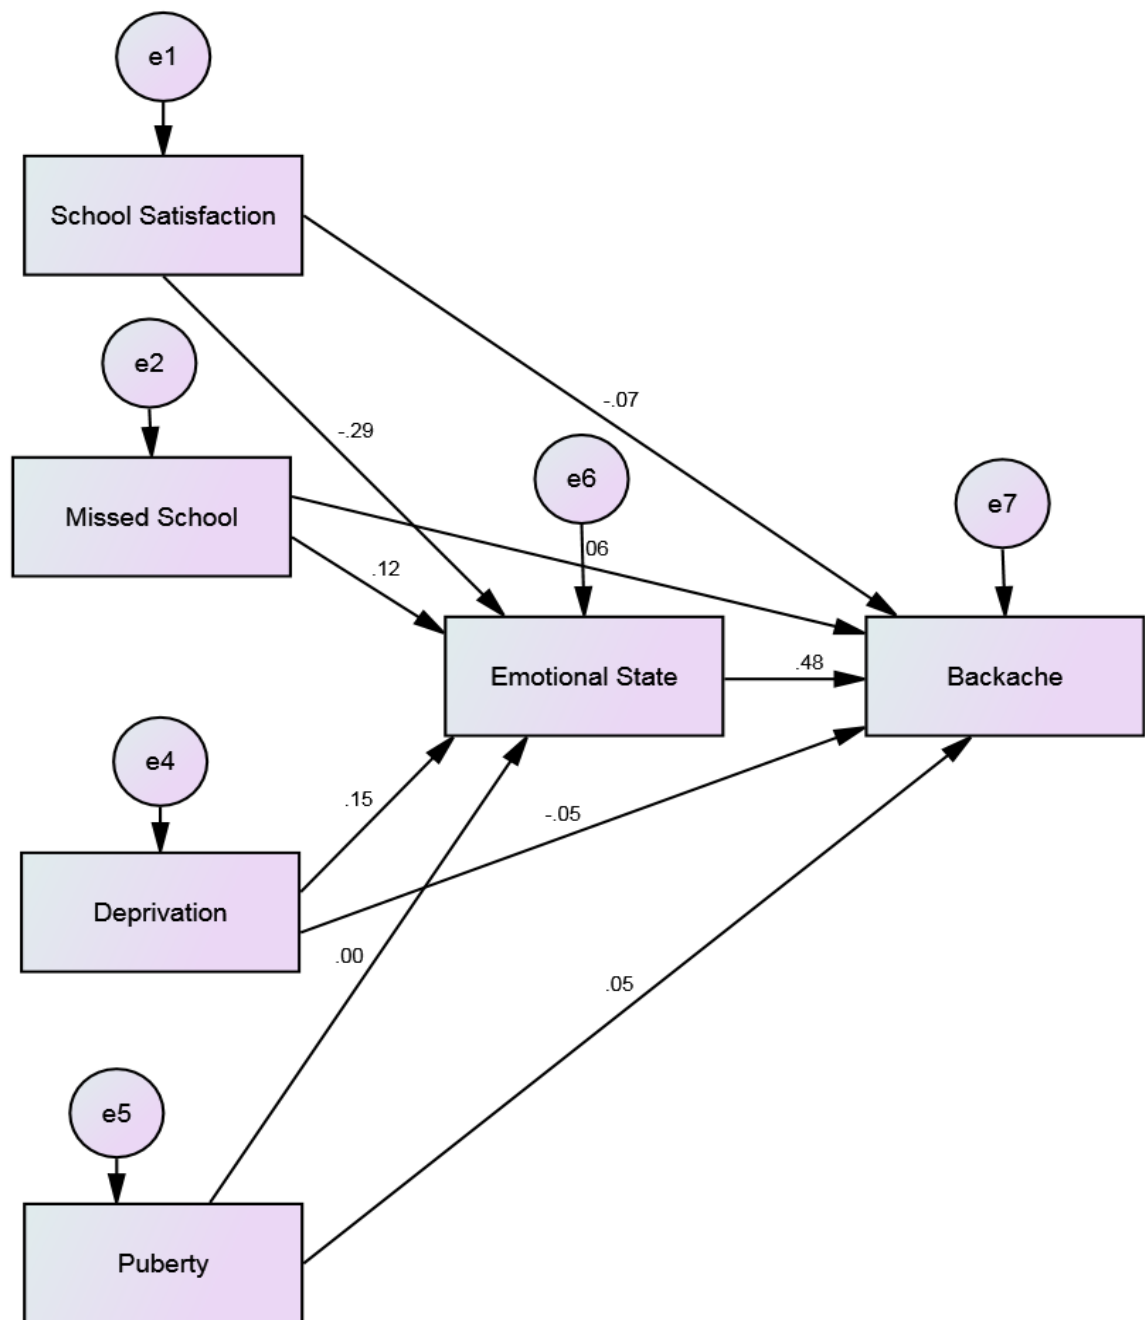 e1
School Satisfaction
-.07
e2
-.29
e6
e7
Missed School
06
.12
Emotional State
.48
Backache
e4
.15
-.05
Deprivation
.00
.05
e5
Puberty